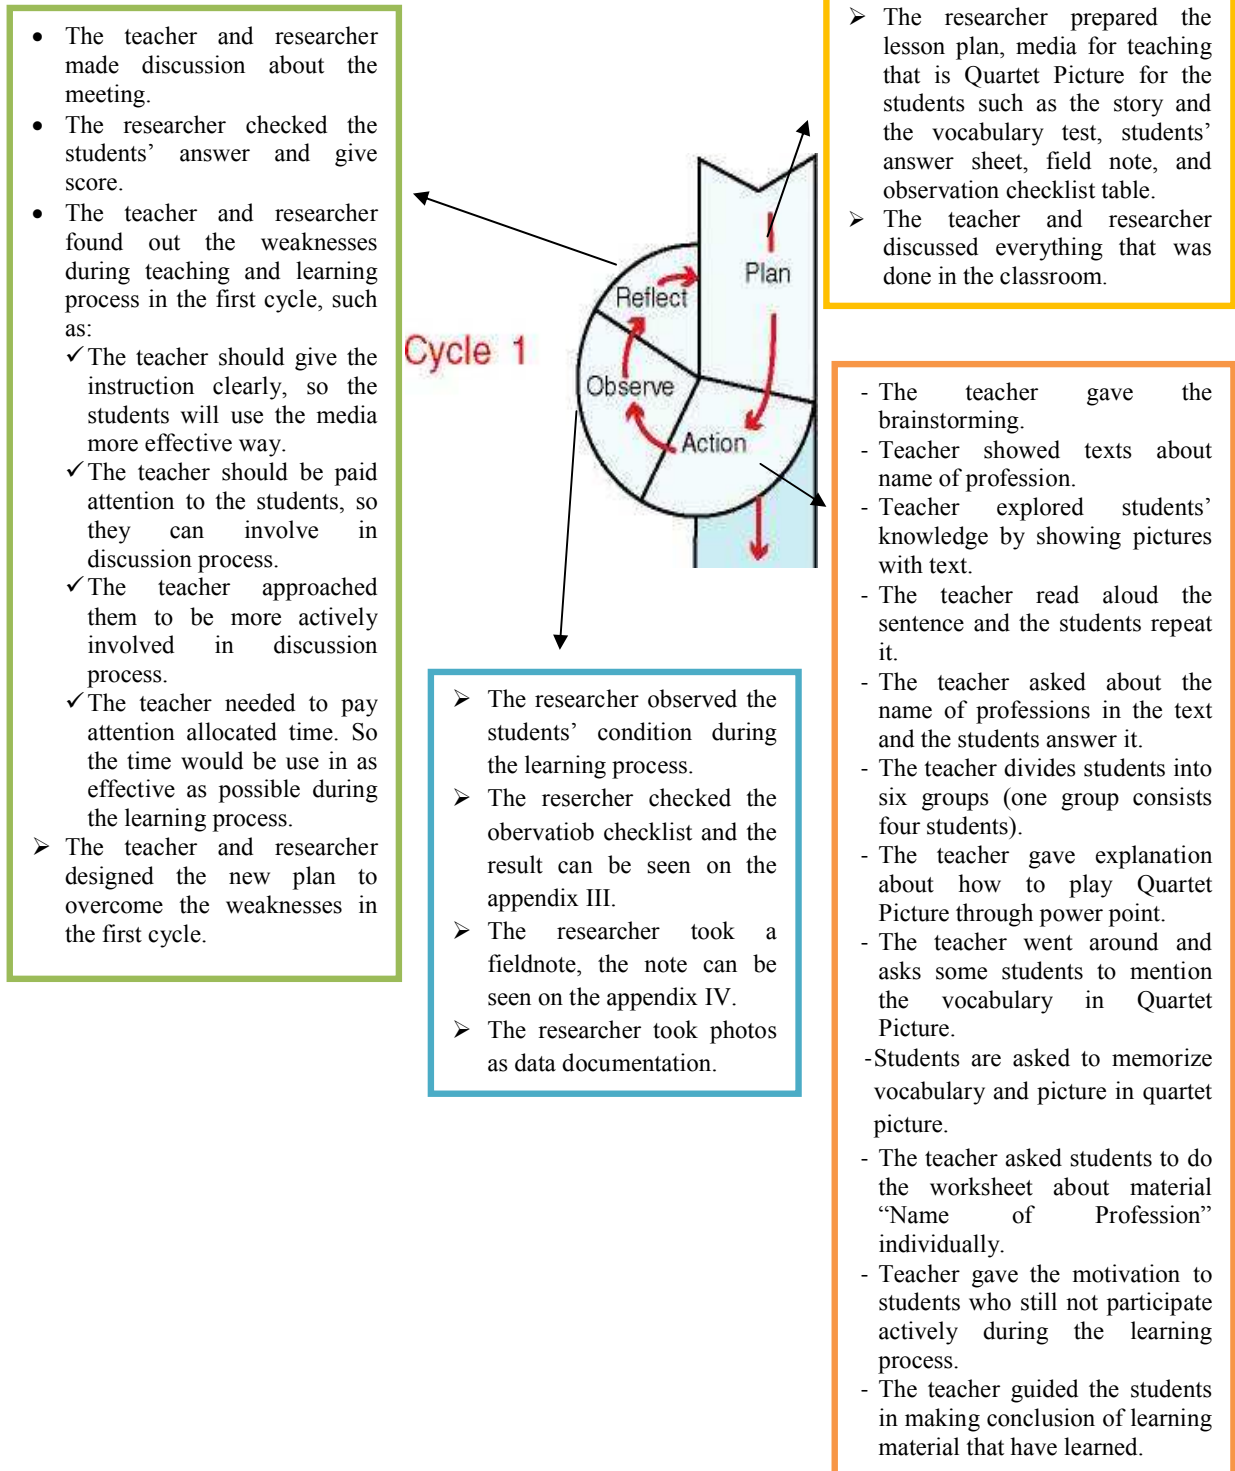 • The teacher and researcher
made discussion about the
meeting.
• The researcher checked the
students’ answer and give
score.
• The teacher and researcher
found out the weaknesses
during teaching and learning
process in the first cycle, such
as:
✓ The teacher should give the
instruction clearly, so the
students will use the media
more effective way.
✓ The teacher should be paid
attention to the students, so
they can involve in
discussion process.
✓ The teacher approached
them to be more actively
involved in discussion
process.
✓ The teacher needed to pay
attention allocated time. So
the time would be use in as
effective as possible during
the learning process.
➢ The teacher and researcher
designed the new plan to
overcome the weaknesses in
the first cycle.
Cycle 1
Plan
Reflect
Observe
Action
➢ The researcher prepared the
lesson plan, media for teaching
that is Quartet Picture for the
students such as the story and
the vocabulary test, students’
answer sheet, field note, and
observation checklist table.
➢ The teacher and researcher
discussed everything that was
done in the classroom.
➢ The researcher observed the
students’ condition during
the learning process.
➢ The resercher checked the
obervatiob checklist and the
result can be seen on the
appendix III.
➢ The researcher took a
fieldnote, the note can be
seen on the appendix IV.
➢ The researcher took photos
as data documentation.
- The teacher gave the
brainstorming.
- Teacher showed texts about
name of profession.
- Teacher explored students’
knowledge by showing pictures
with text.
- The teacher read aloud the
sentence and the students repeat
it.
- The teacher asked about the
name of professions in the text
and the students answer it.
- The teacher divides students into
six groups (one group consists
four students).
- The teacher gave explanation
about how to play Quartet
Picture through power point.
- The teacher went around and
asks some students to mention
the vocabulary in Quartet
Picture.
-Students are asked to memorize
vocabulary and picture in quartet
picture.
- The teacher asked students to do
the worksheet about material
“Name of Profession”
individually.
- Teacher gave the motivation to
students who still not participate
actively during the learning
process.
- The teacher guided the students
in making conclusion of learning
material that have learned.